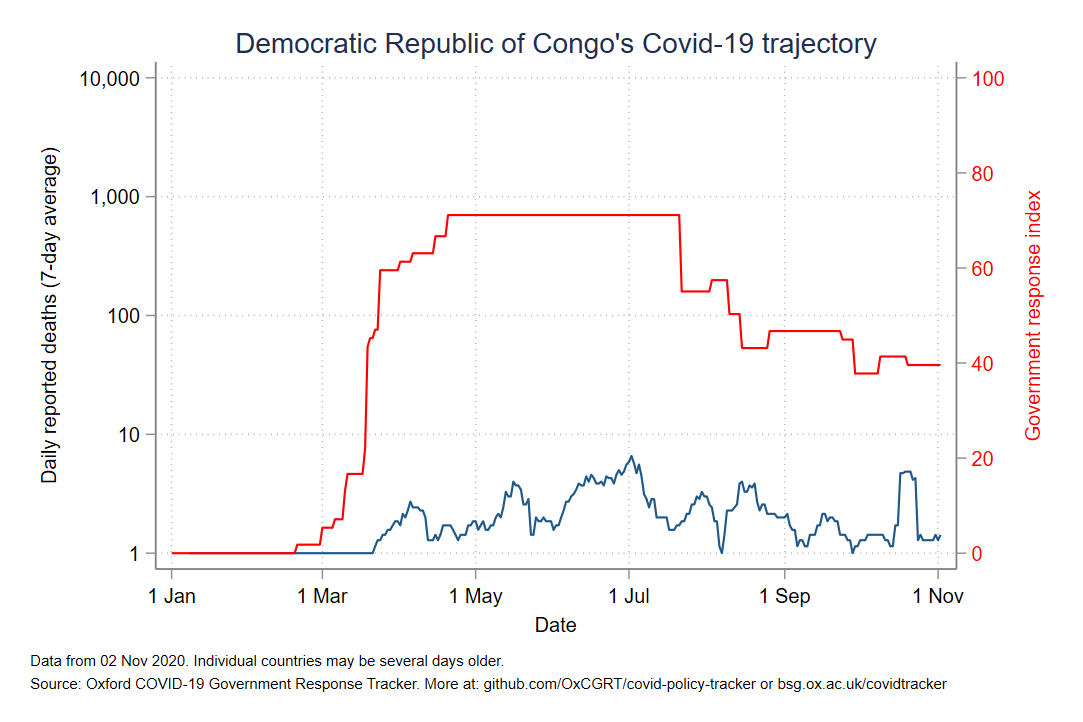 Democratic Republic of Congo's Covid-19 trajectory
10,000
1,000
100
10
1
Daily reported deaths (7-day average)
100
80
60
40
20
0
Government response index
1 Jan 1 Mar 1 May 1 Jul 1 Sep 1 Nov
Date
Data from 02 Nov 2020. Individual countries may be several days older.
Source: Oxford COVID-19 Government Response Tracker. More at: github.com/OxCGRT/covid-policy-tracker or bsg.ox.ac.uk/covidtracker